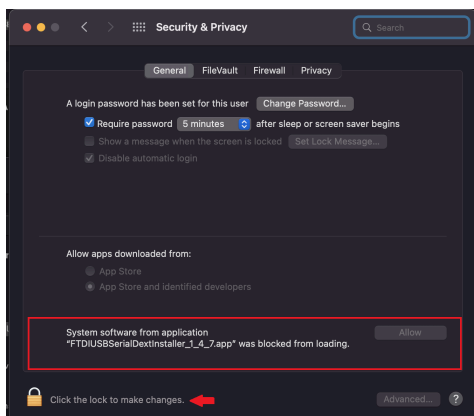 Security & Privacy
Search
General FileVault Firewall Privacy
A login password has been set for this user Change Password...
Require password 5 minutes after sleep or screen saver begins
Show a message when the screen is locked Set Lock Message...
Disable automatic login
Allow apps downloaded from:
App Store
App Store and identified developers
System software from application Allow
"FTDIUSBSerialDextInstaller_1_4_7.app" was blocked from loading.
Click the lock to make changes. Advanced... ?